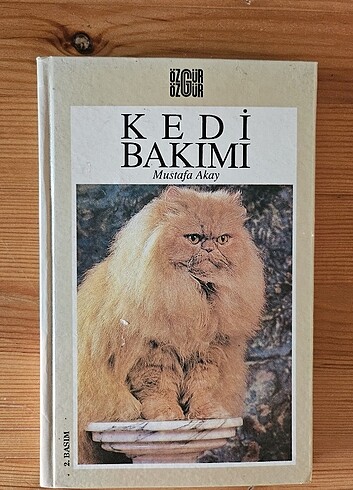 ÖZGÜR
ÖZGÜR
KEDİ
BAKIMI
Mustafa Akay
2. BASIM